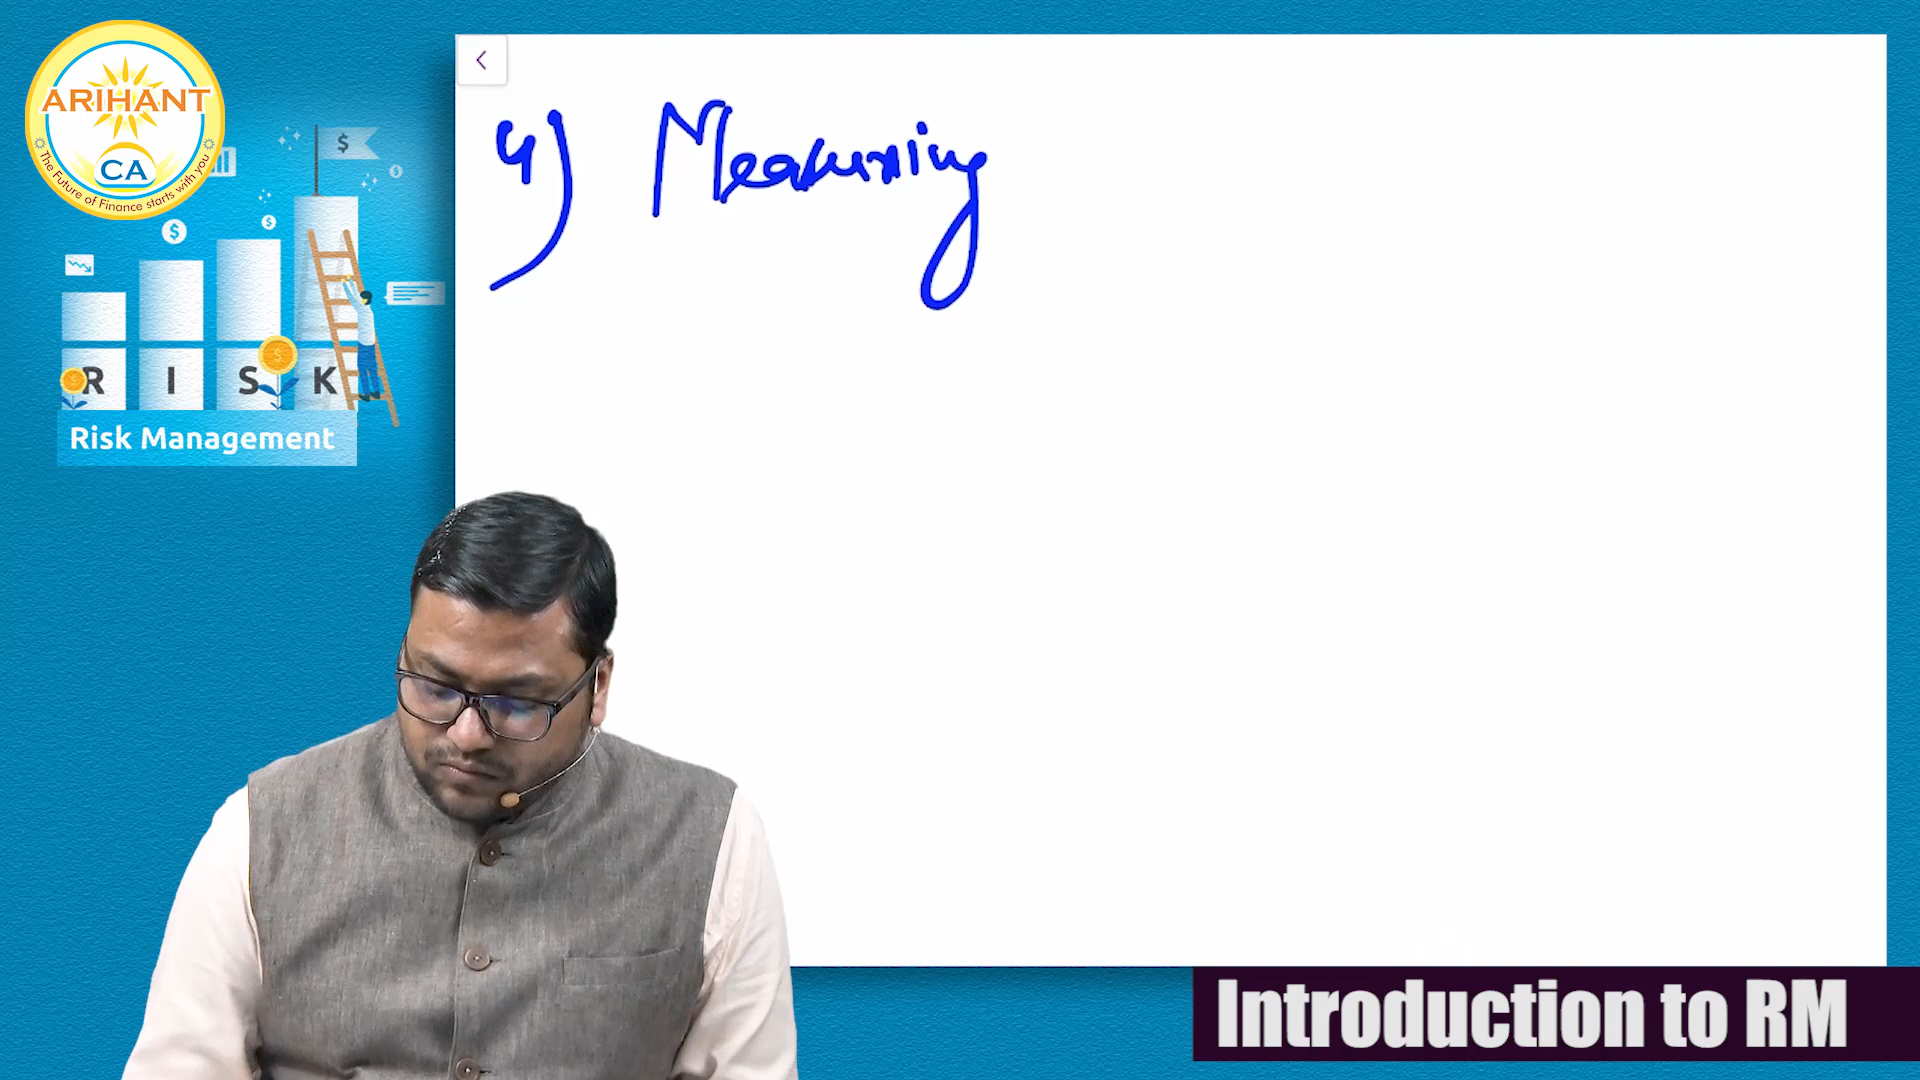 ARIHANT
CA
The Future of Finance starts with you
$
$
$
$
$
R I S K
Risk Management
4) Measuring
Introduction to RM